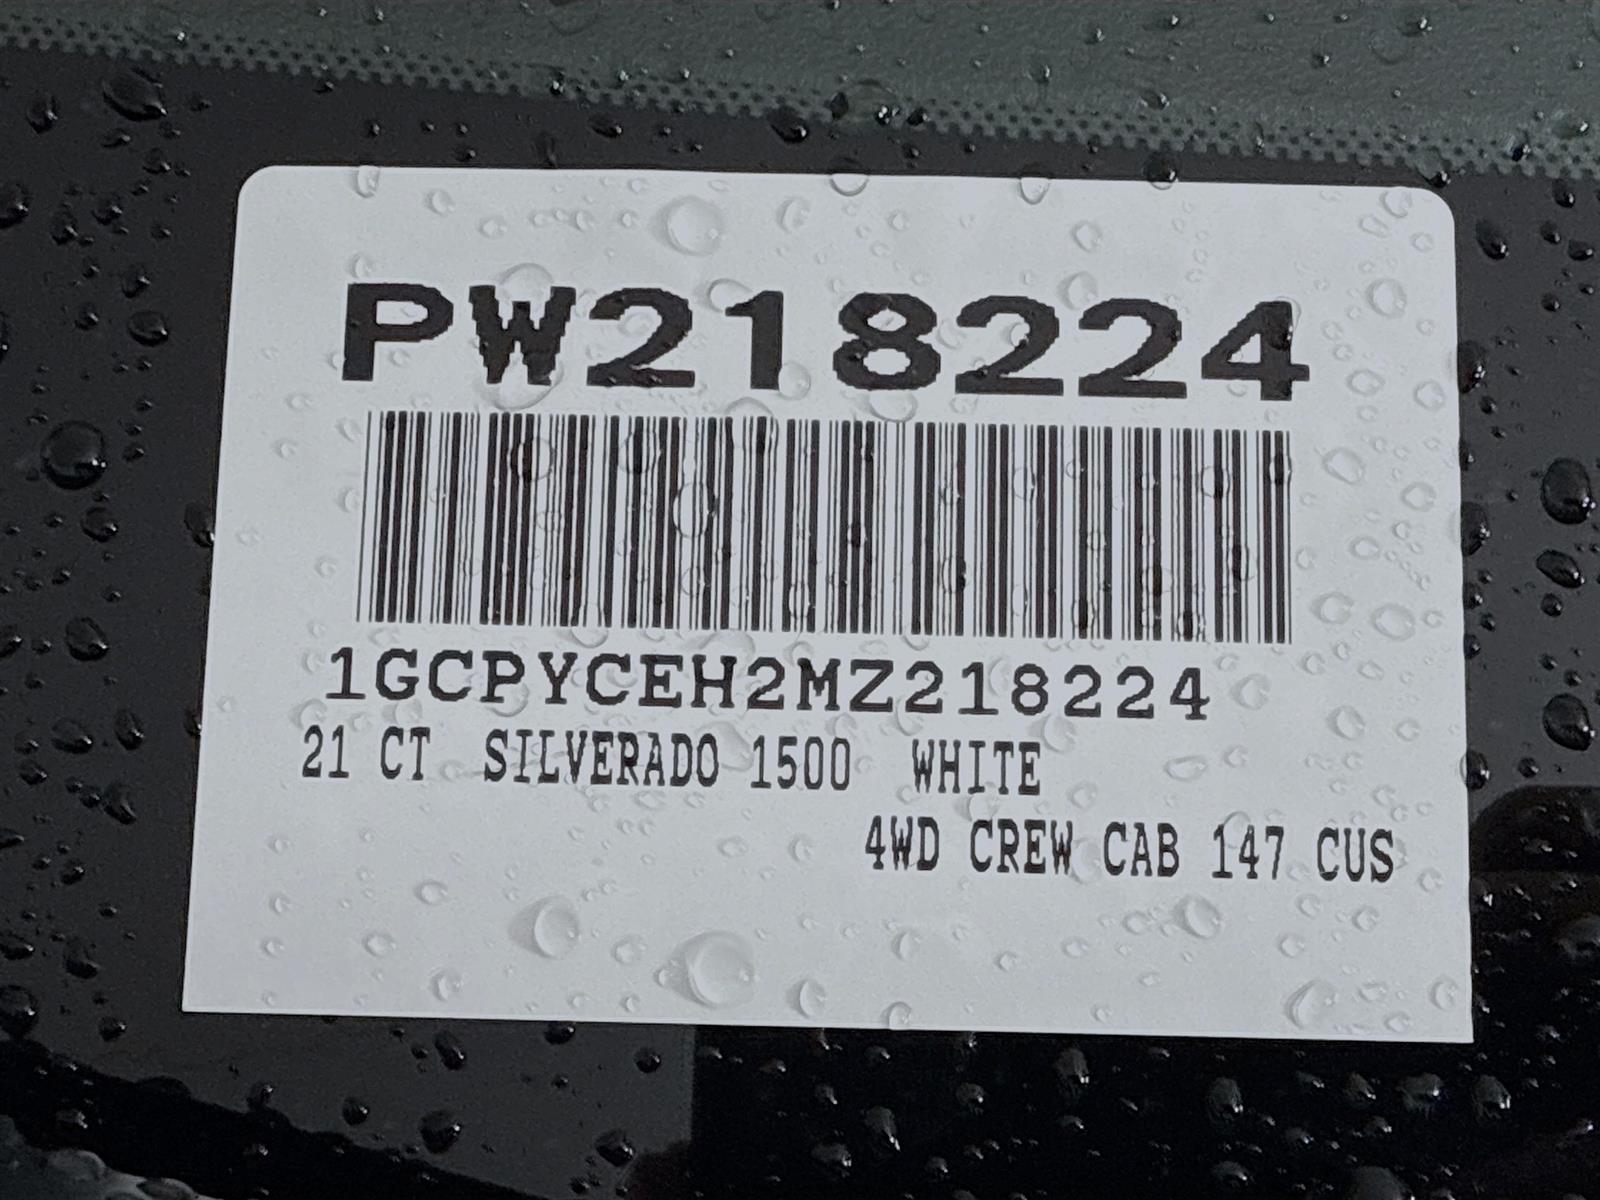 PW218224
1GCPYCEH2MZ218224
21 CT SILVERADO 1500 WHITE
4WD CREW CAB 147 CUS